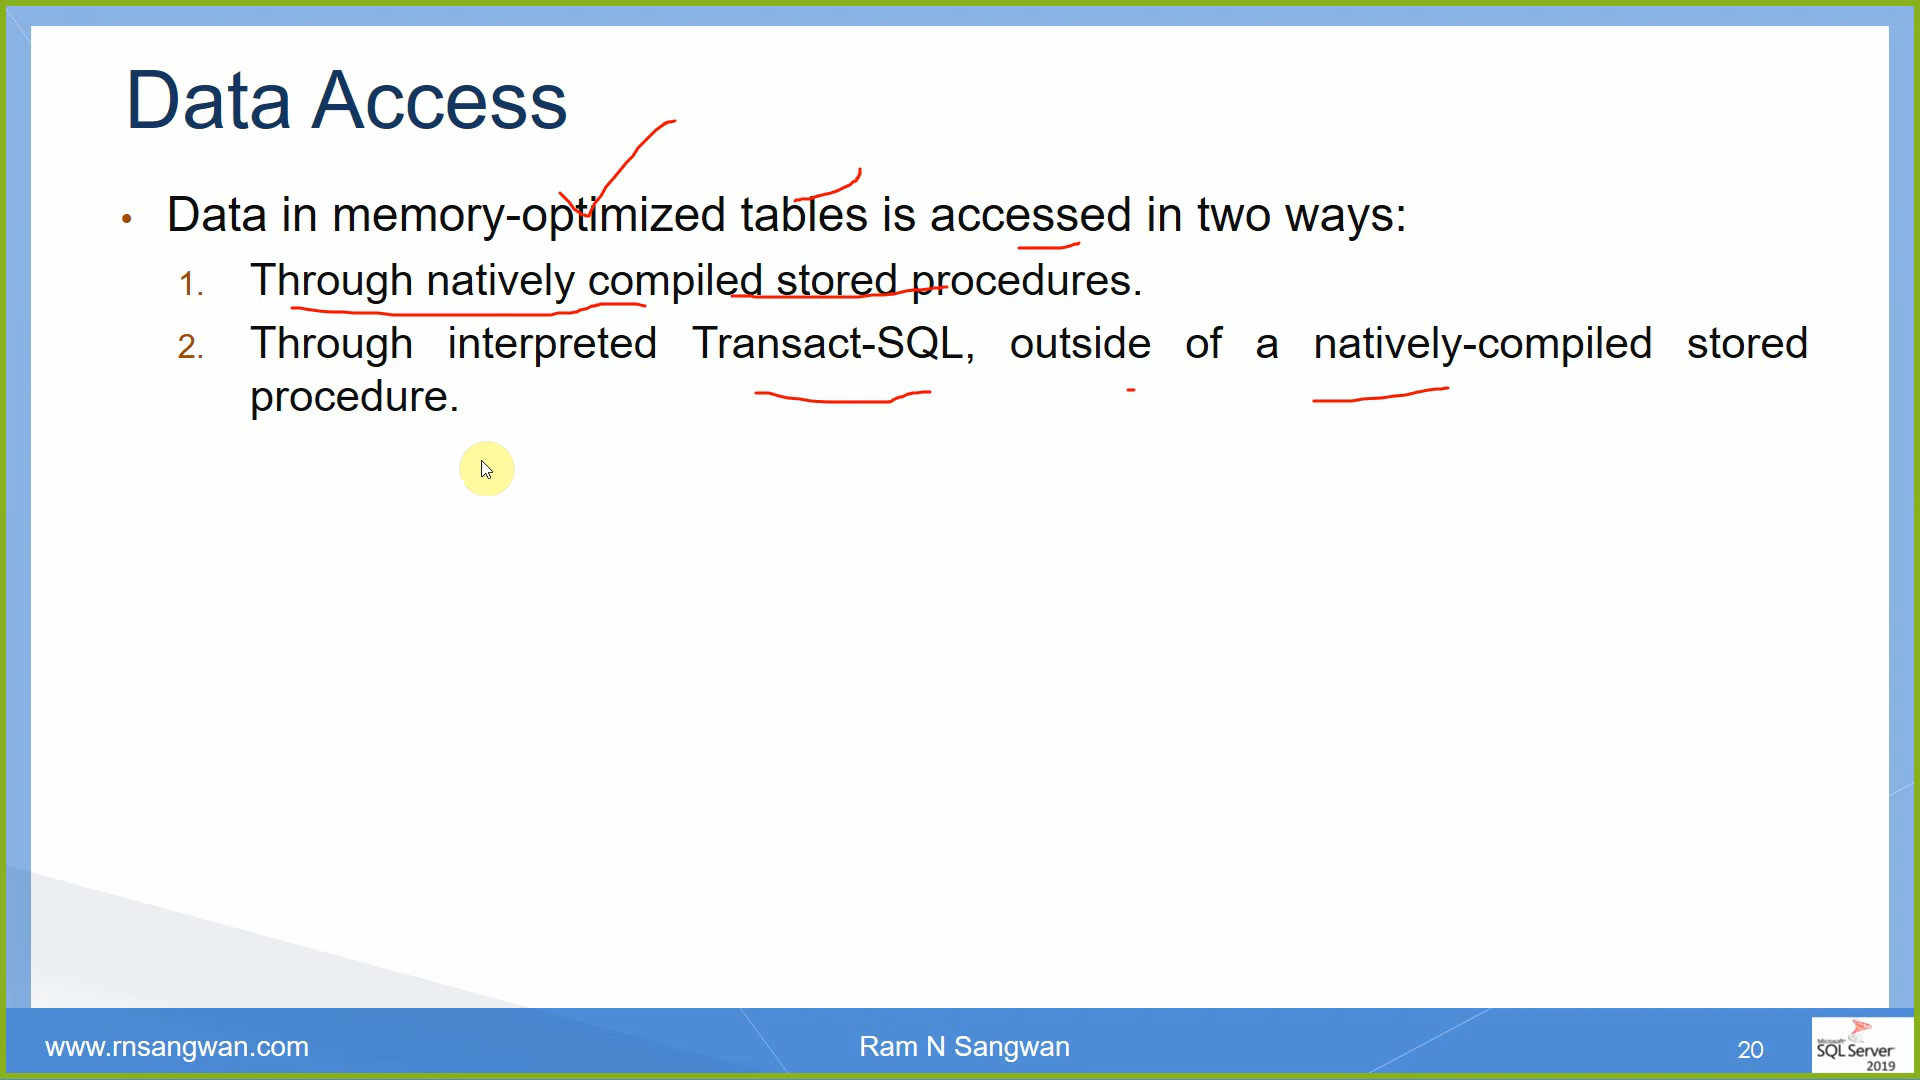 Data Access
• Data in memory-optimized tables is accessed in two ways:
1. Through natively compiled stored procedures.
2. Through interpreted Transact-SQL, outside of a natively-compiled stored
procedure.
www.rnsangwan.com
Ram N Sangwan
20
Microsoft
SQL Server
2019